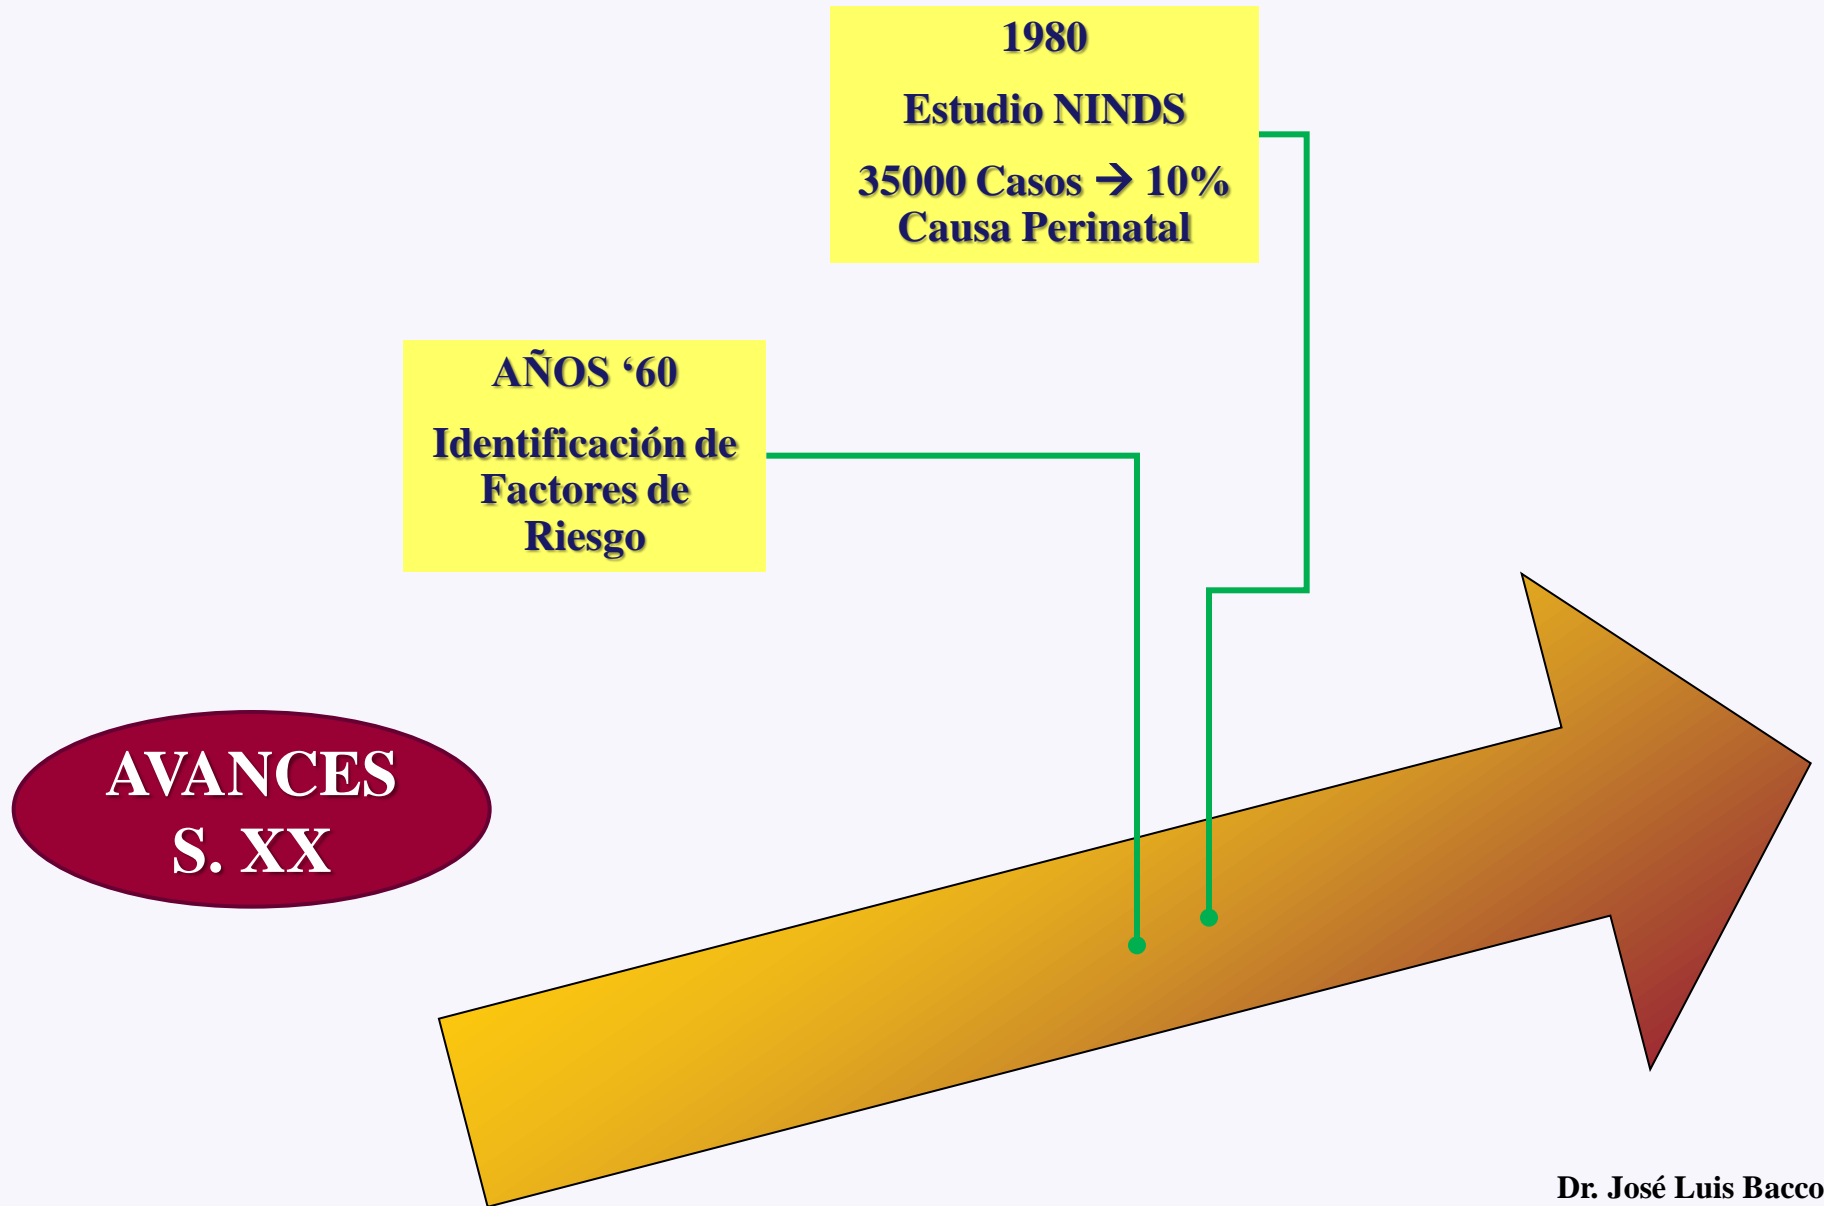 1980
Estudio NINDS
35000 Casos → 10%
Causa Perinatal
AÑOS ‘60
Identificación de
Factores de
Riesgo
AVANCES
S. XX
Dr. José Luis Bacco